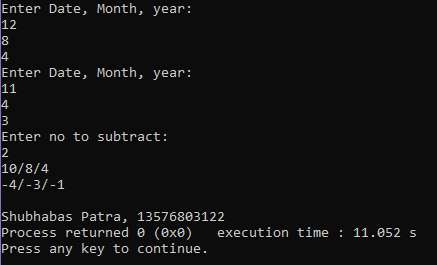 Enter Date, Month, year:
12
8
4
Enter Date, Month, year:
11
4
3
Enter no to subtract:
2
10/8/4
-4/-3/-1
Shubhabas Patra, 13576803122
Process returned 0 (0x0)   execution time : 11.052 s
Press any key to continue.